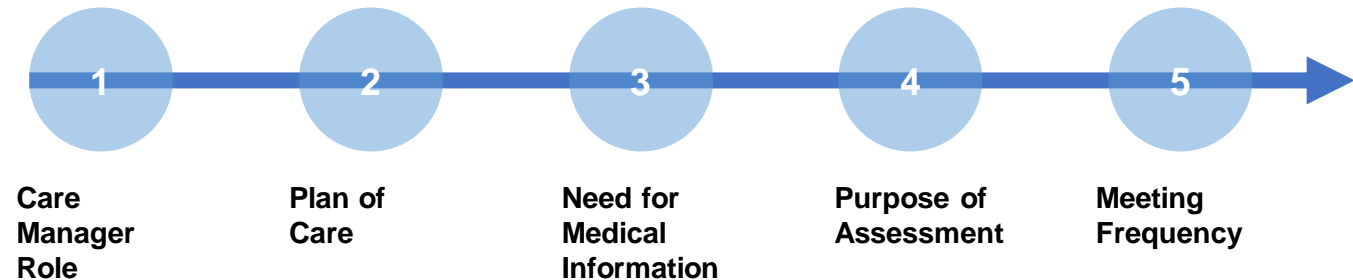 1
2
3
4
5
Care
Manager
Role
Plan of
Care
Need for
Medical
Information
Purpose of
Assessment
Meeting
Frequency